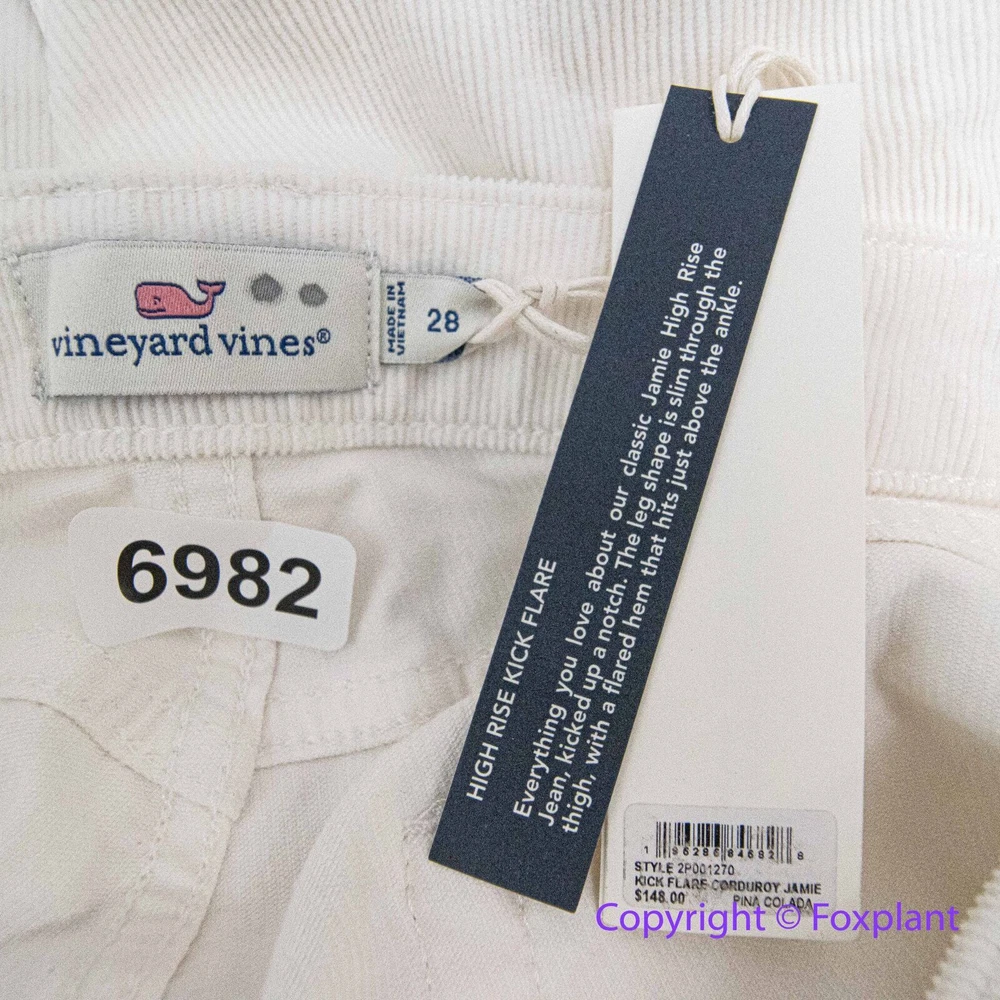 vineyard vines®
MADE IN
VIETNAM
28
6982
HIGH RISE KICK FLARE
Everything you love about our classic Jamie High Rise
Jean, kicked up a notch. The leg shape is slim through the
thigh, with a flared hem that hits just above the ankle.
STYLE 2P001270
KICK FLARE CORDUROY JAMIE
$148.00 PINA COLADA
Copyright © Foxplant